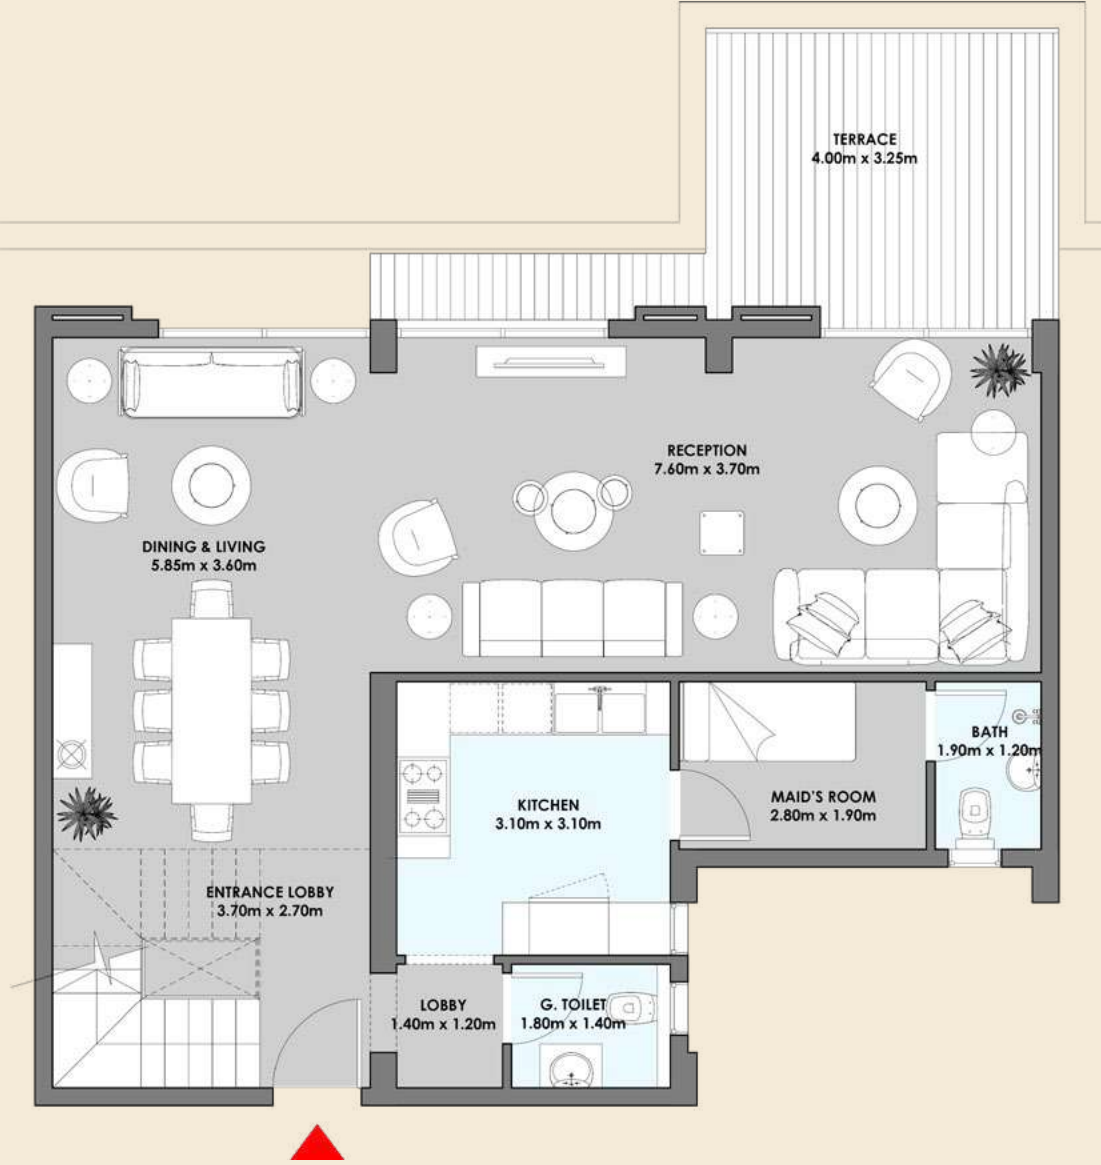 TERRACE
4.00m x 3.25m
RECEPTION
7.60m x 3.70m
DINING & LIVING
5.85m x 3.60m
BATH
1.90m x 1.20m
MAID'S ROOM
2.80m x 1.90m
KITCHEN
3.10m x 3.10m
ENTRANCE LOBBY
3.70m x 2.70m
LOBBY
1.40m x 1.20m
G. TOILET
1.80m x 1.40m